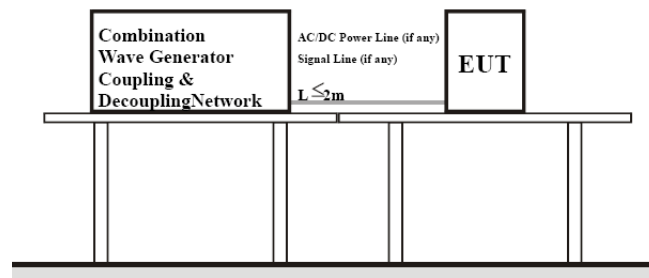 Combination
Wave Generator
Coupling &
DecouplingNetwork
AC/DC Power Line (if any)
Signal Line (if any)
L ≤2m
EUT